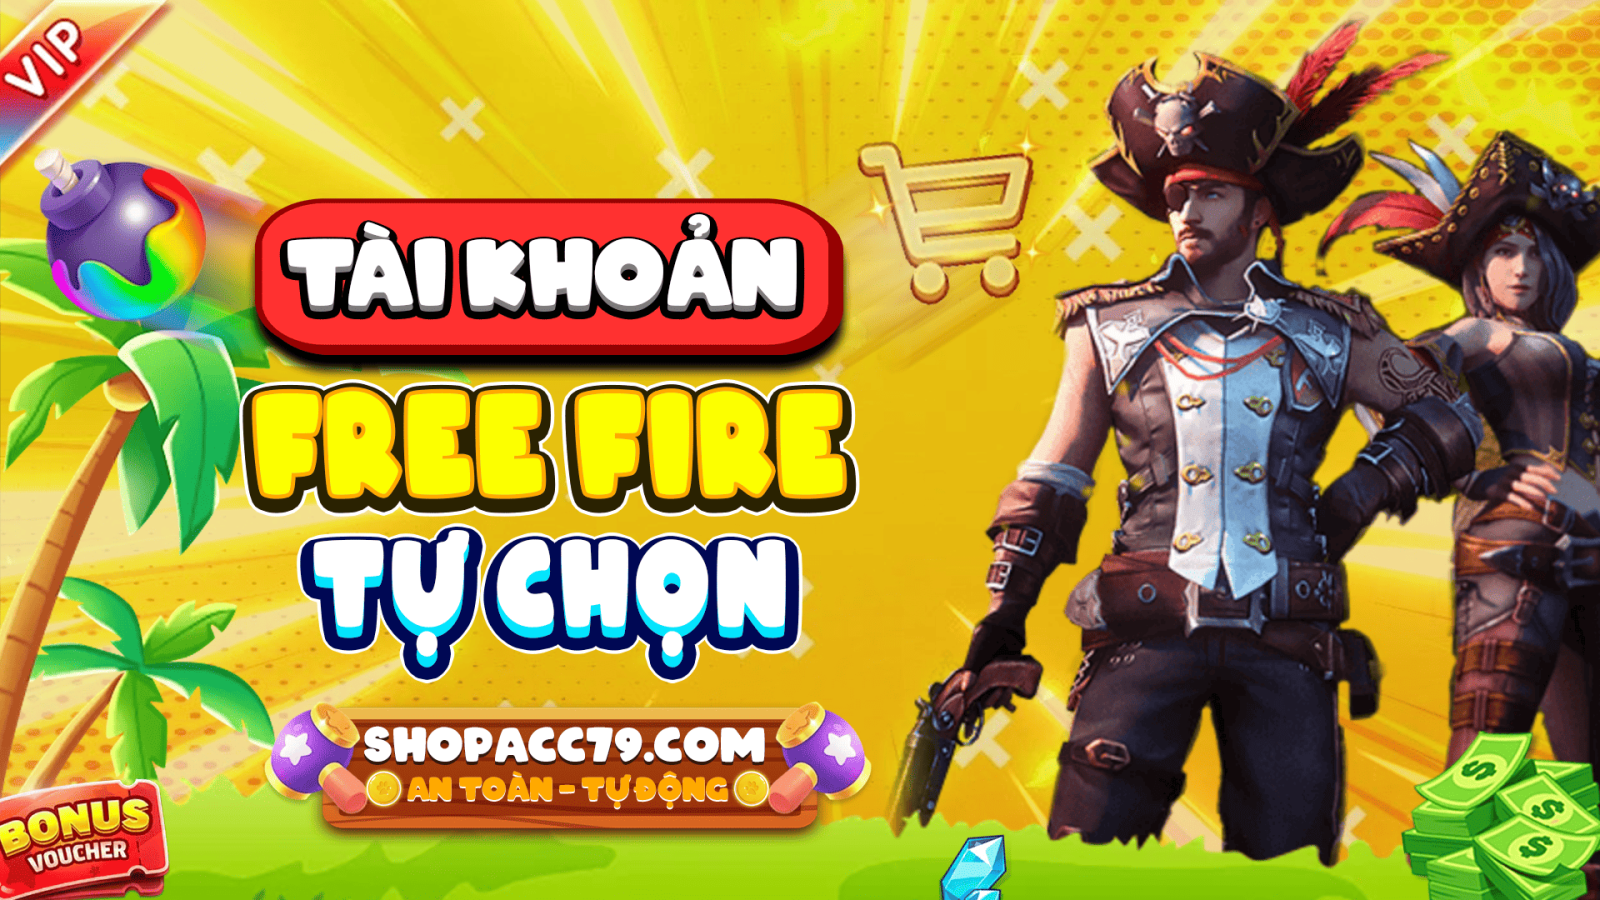 VIP
TÀI KHOẢN
FREE FIRE
TỰ CHỌN
SHOPACC79.COM
AN TOÀN - TỰ ĐỘNG
BONUS
VOUCHER